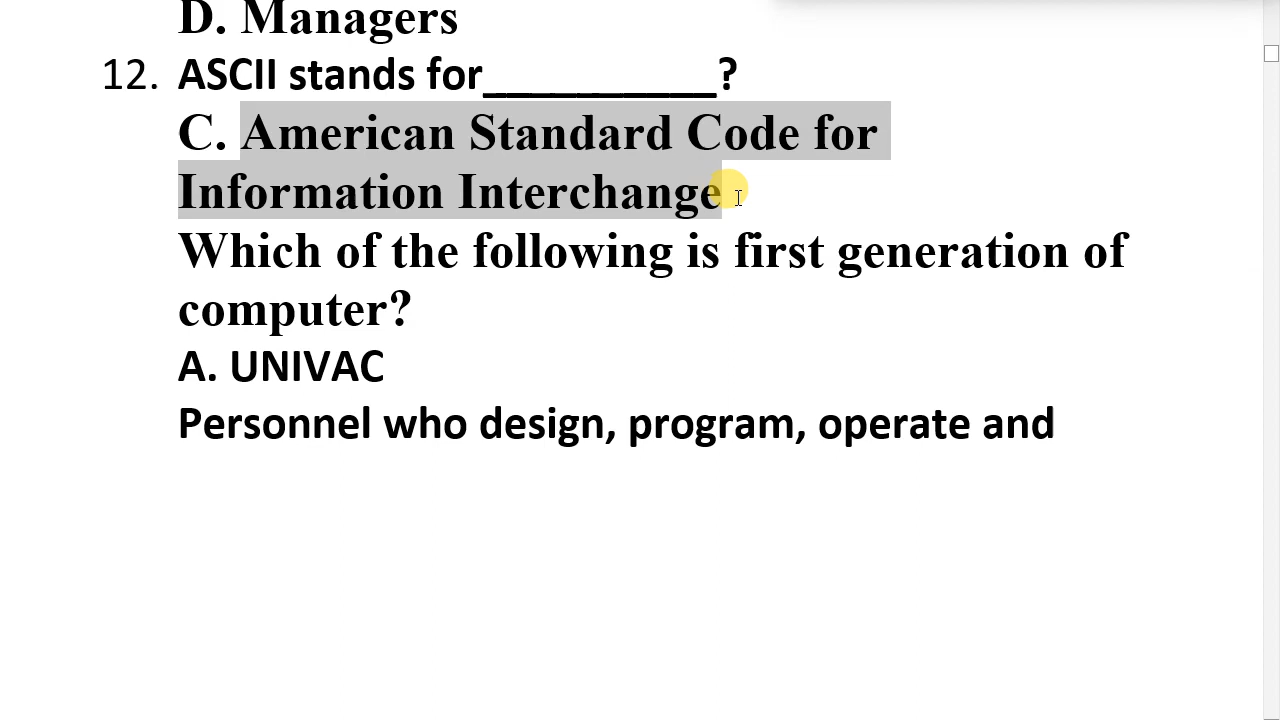 D. Managers
12. ASCII stands for__________?
C. American Standard Code for
Information Interchange
Which of the following is first generation of
computer?
A. UNIVAC
Personnel who design, program, operate and